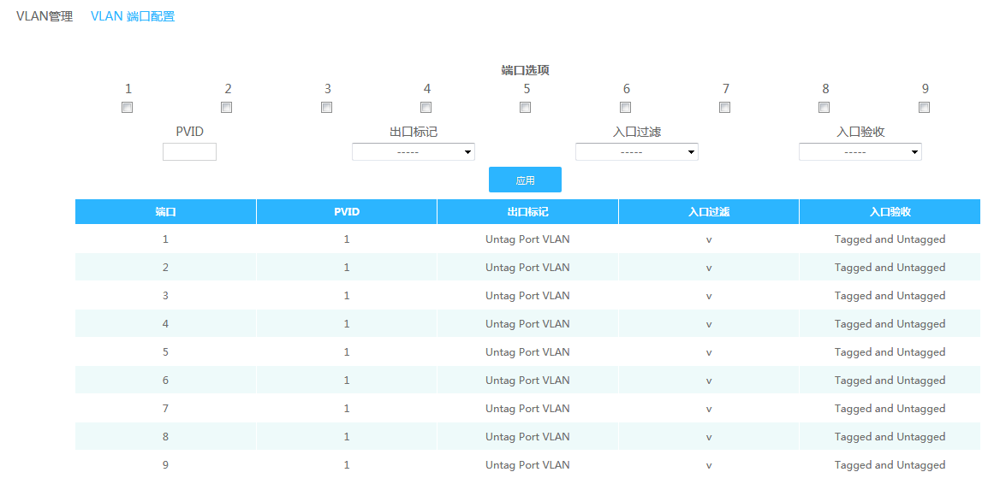 VLAN管理 VLAN 端口配置
端口选项
1 2 3 4 5 6 7 8 9
PVID 出口标记 入口过滤 入口验收
----- ----- -----
应用
端口 PVID 出口标记 入口过滤 入口验收
1 1 Untag Port VLAN v Tagged and Untagged
2 1 Untag Port VLAN v Tagged and Untagged
3 1 Untag Port VLAN v Tagged and Untagged
4 1 Untag Port VLAN v Tagged and Untagged
5 1 Untag Port VLAN v Tagged and Untagged
6 1 Untag Port VLAN v Tagged and Untagged
7 1 Untag Port VLAN v Tagged and Untagged
8 1 Untag Port VLAN v Tagged and Untagged
9 1 Untag Port VLAN v Tagged and Untagged